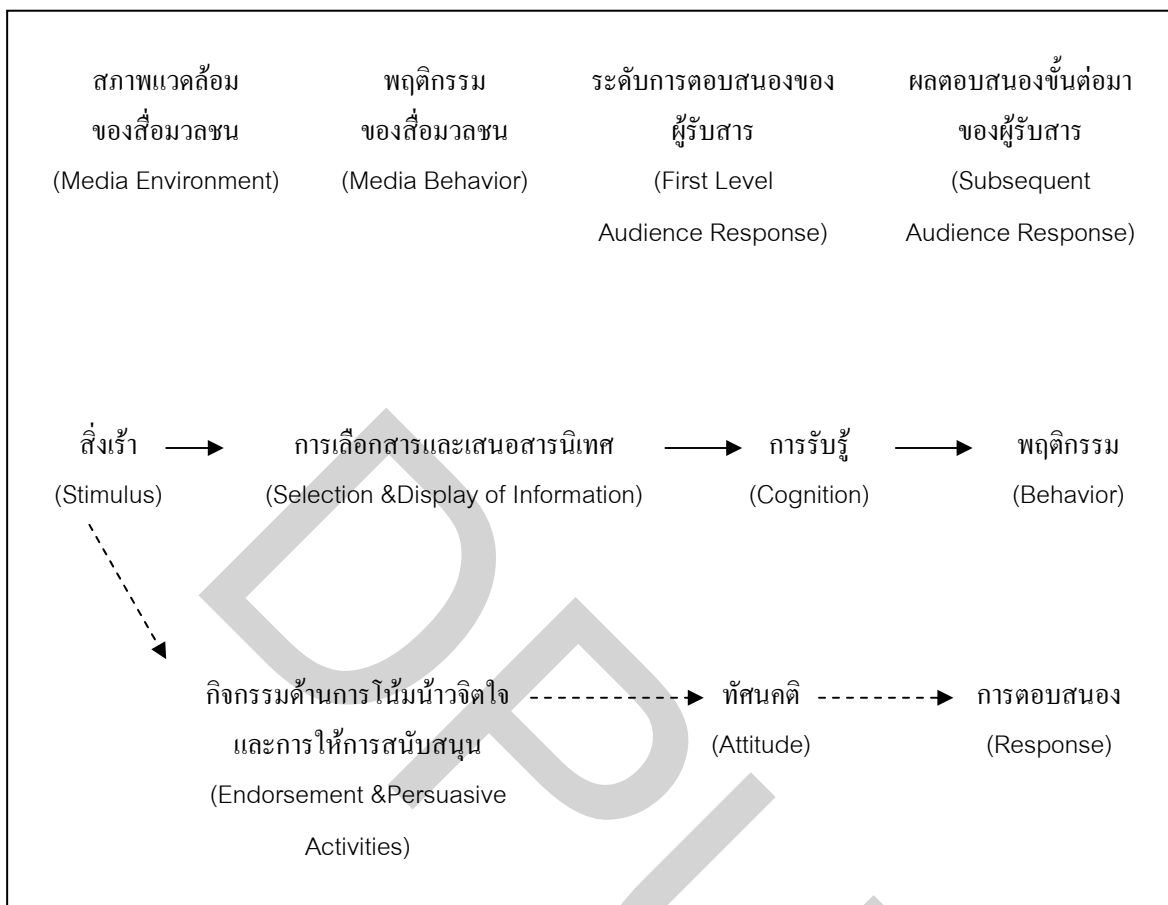 สภาพแวดล้อม
ของสื่อมวลชน
(Media Environment)
พฤติกรรม
ของสื่อมวลชน
(Media Behavior)
ระดับการตอบสนองของ
ผู้รับสาร
(First Level
Audience Response)
ผลตอบสนองขั้นต่อมา
ของผู้รับสาร
(Subsequent
Audience Response)
สิ่งเร้า
(Stimulus)
การเลือกสารและเสนอสารนิเทศ
(Selection &Display of Information)
การรับรู้
(Cognition)
พฤติกรรม
(Behavior)
กิจกรรมด้านการโน้มน้าวจิตใจ
และการให้การสนับสนุน
(Endorsement &Persuasive
Activities)
ทัศนคติ
(Attitude)
การตอบสนอง
(Response)